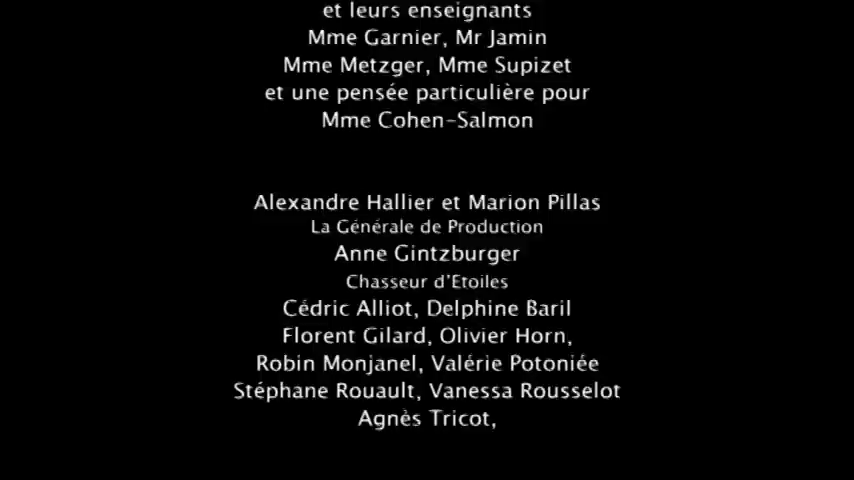 et leurs enseignants
Mme Garnier, Mr Jamin
Mme Metzger, Mme Supizet
et une pensée particulière pour
Mme Cohen-Salmon
Alexandre Hallier et Marion Pillas
La Générale de Production
Anne Gintzburger
Chasseur d'Etoiles
Cédric Alliot, Delphine Baril
Florent Gilard, Olivier Horn,
Robin Monjanel, Valérie Potoniée
Stéphane Rouault, Vanessa Rousselot
Agnès Tricot,